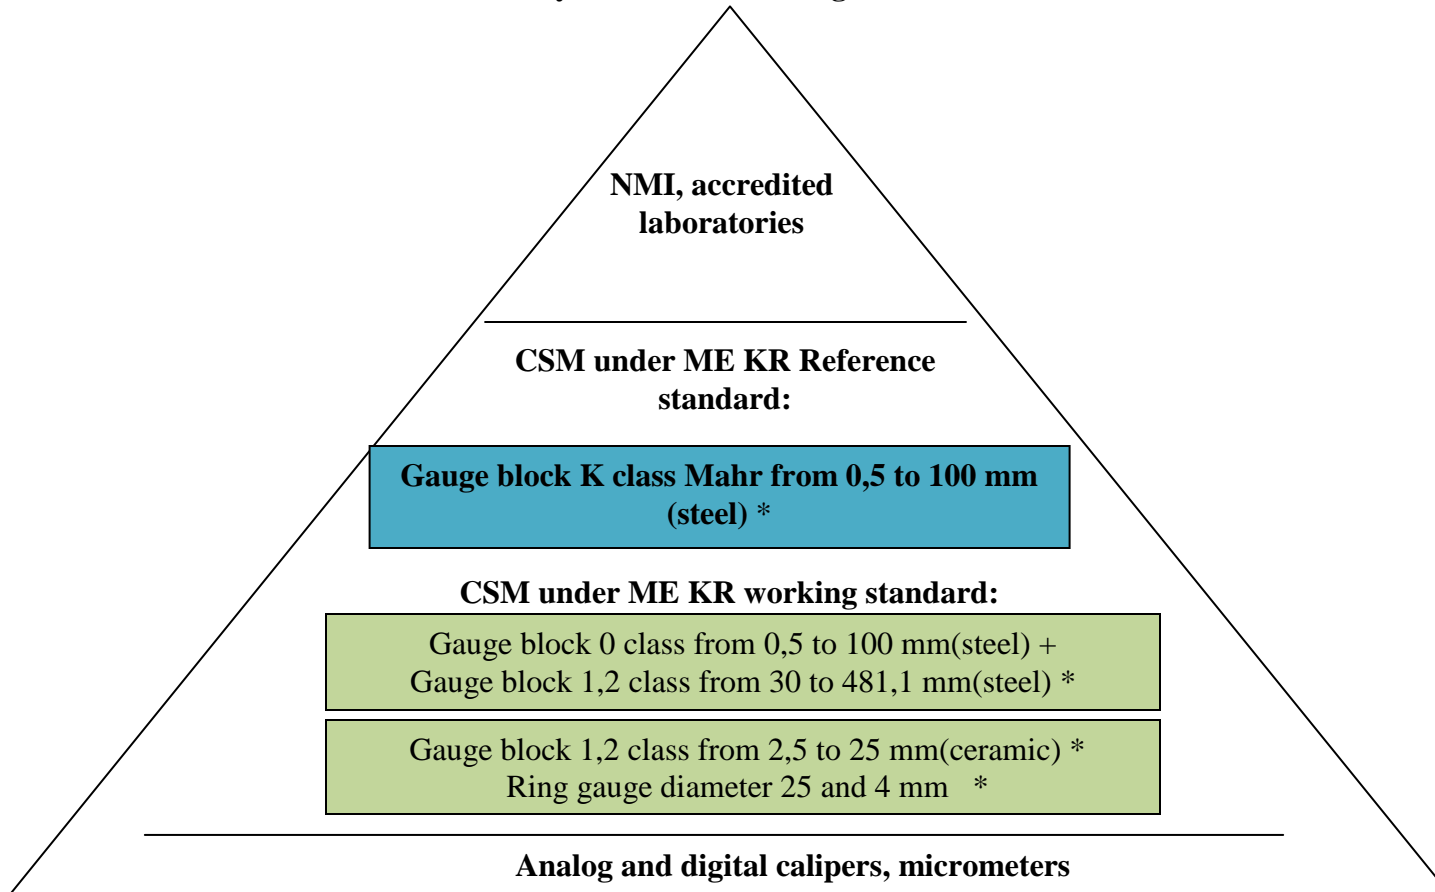 NMI, accredited
laboratories
CSM under ME KR Reference
standard:
Gauge block K class Mahr from 0,5 to 100 mm
(steel) *
CSM under ME KR working standard:
Gauge block 0 class from 0,5 to 100 mm(steel) +
Gauge block 1,2 class from 30 to 481,1 mm(steel) *
Gauge block 1,2 class from 2,5 to 25 mm(ceramic) *
Ring gauge diameter 25 and 4 mm   *
Analog and digital calipers, micrometers